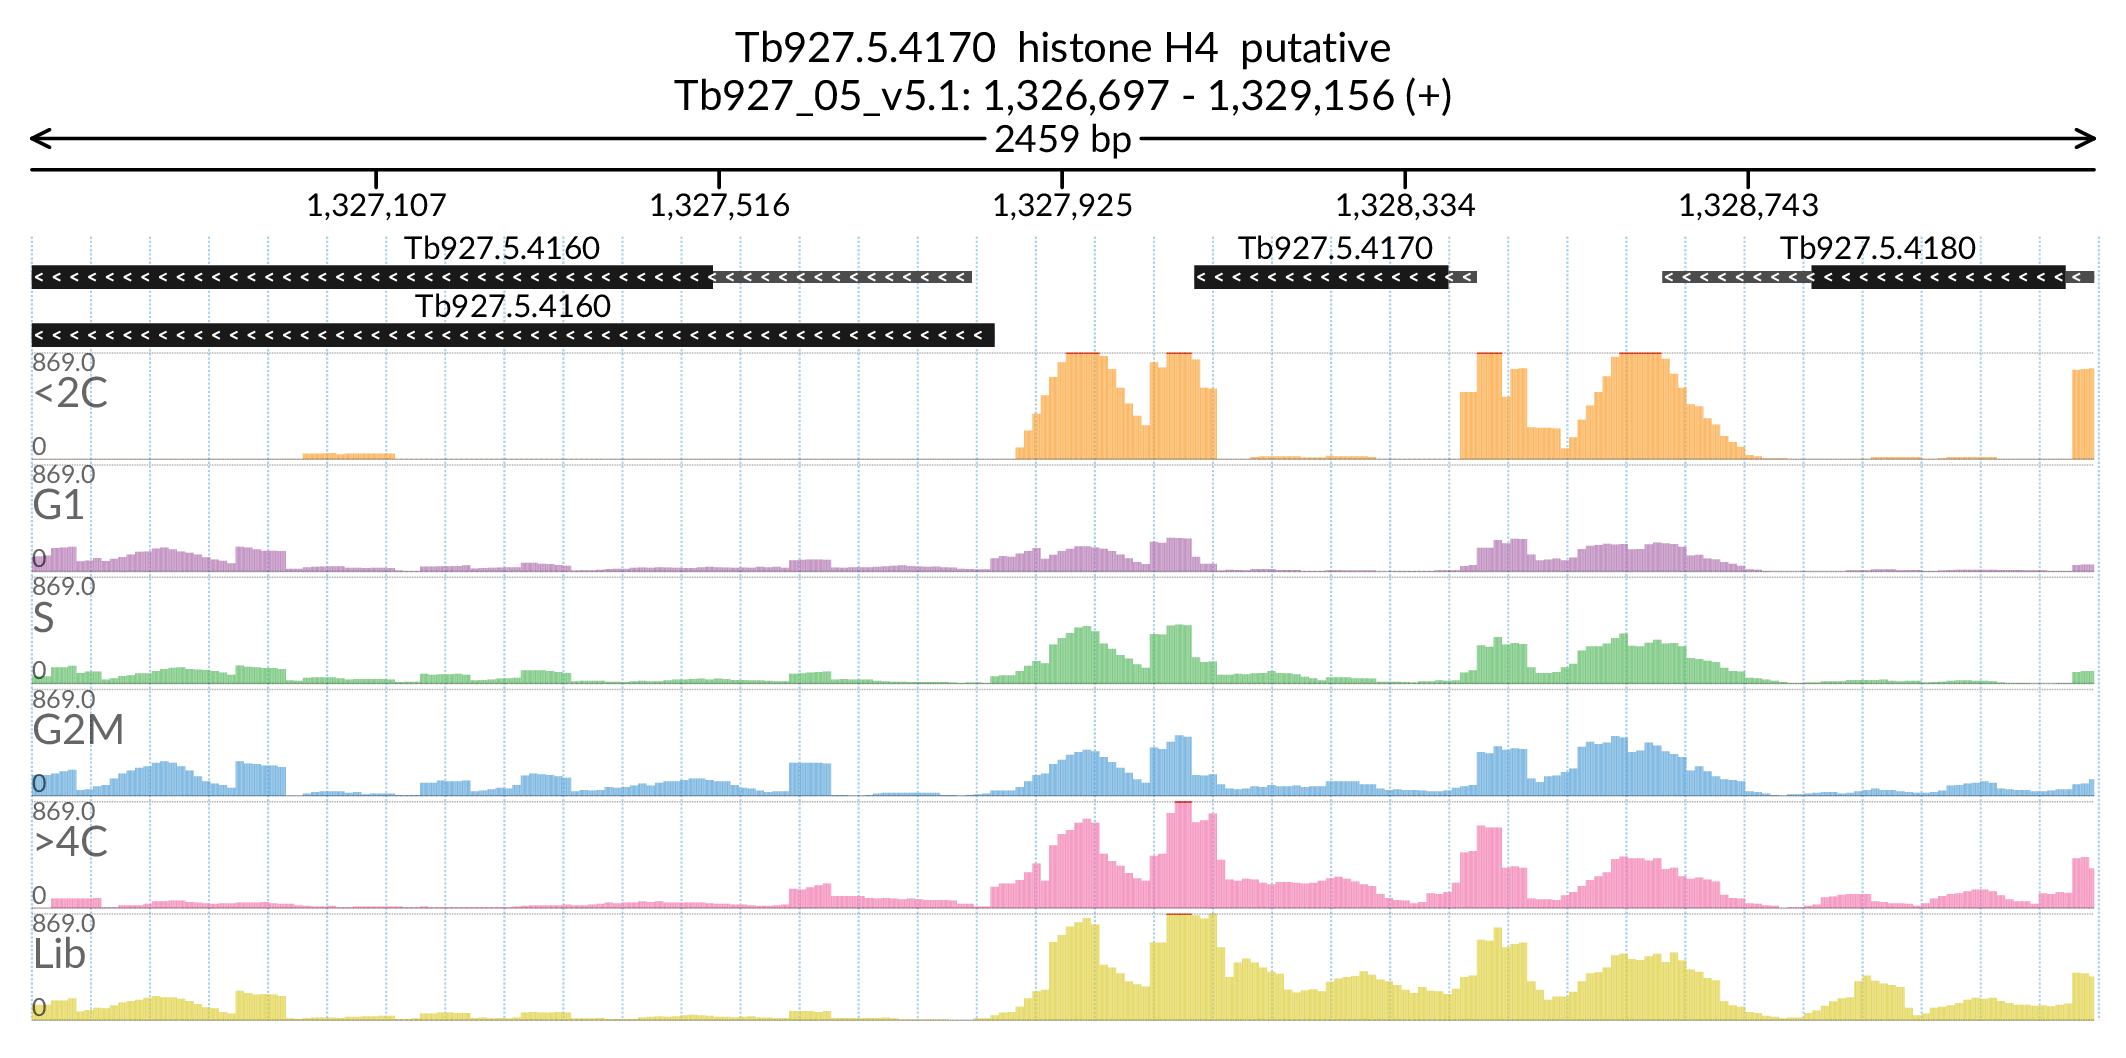 Tb927.5.4170 histone H4 putative
Tb927_05_v5.1: 1,326,697 - 1,329,156 (+)
2459 bp
1,327,107 1,327,516 1,327,925 1,328,334 1,328,743
Tb927.5.4160 Tb927.5.4170 Tb927.5.4180
Tb927.5.4160
869.0
<2C
0
869.0
G1
0
869.0
S
0
869.0
G2M
0
869.0
>4C
0
869.0
Lib
0